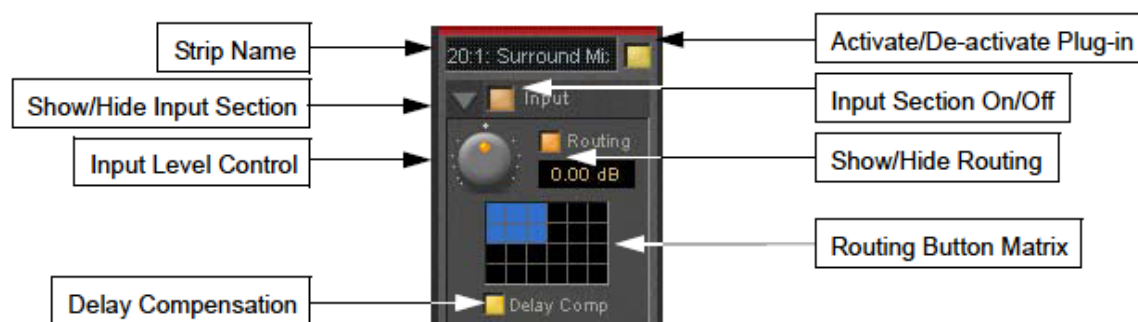 Strip Name
Activate/De-activate Plug-in
20:1: Surround Mi
Show/Hide Input Section
Input
Input Section On/Off
Input Level Control
Routing
Show/Hide Routing
0.00 dB
Routing Button Matrix
Delay Compensation
Delay Comp